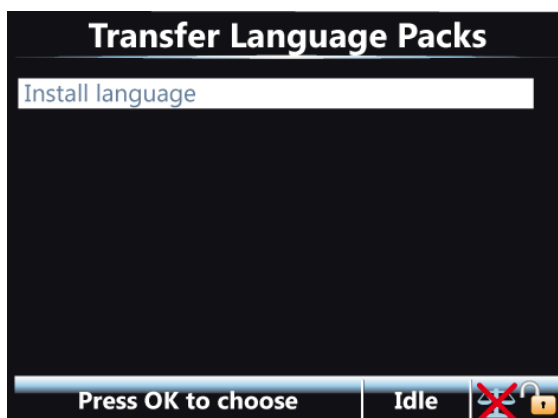 Transfer Language Packs
Install language
Press OK to choose
Idle